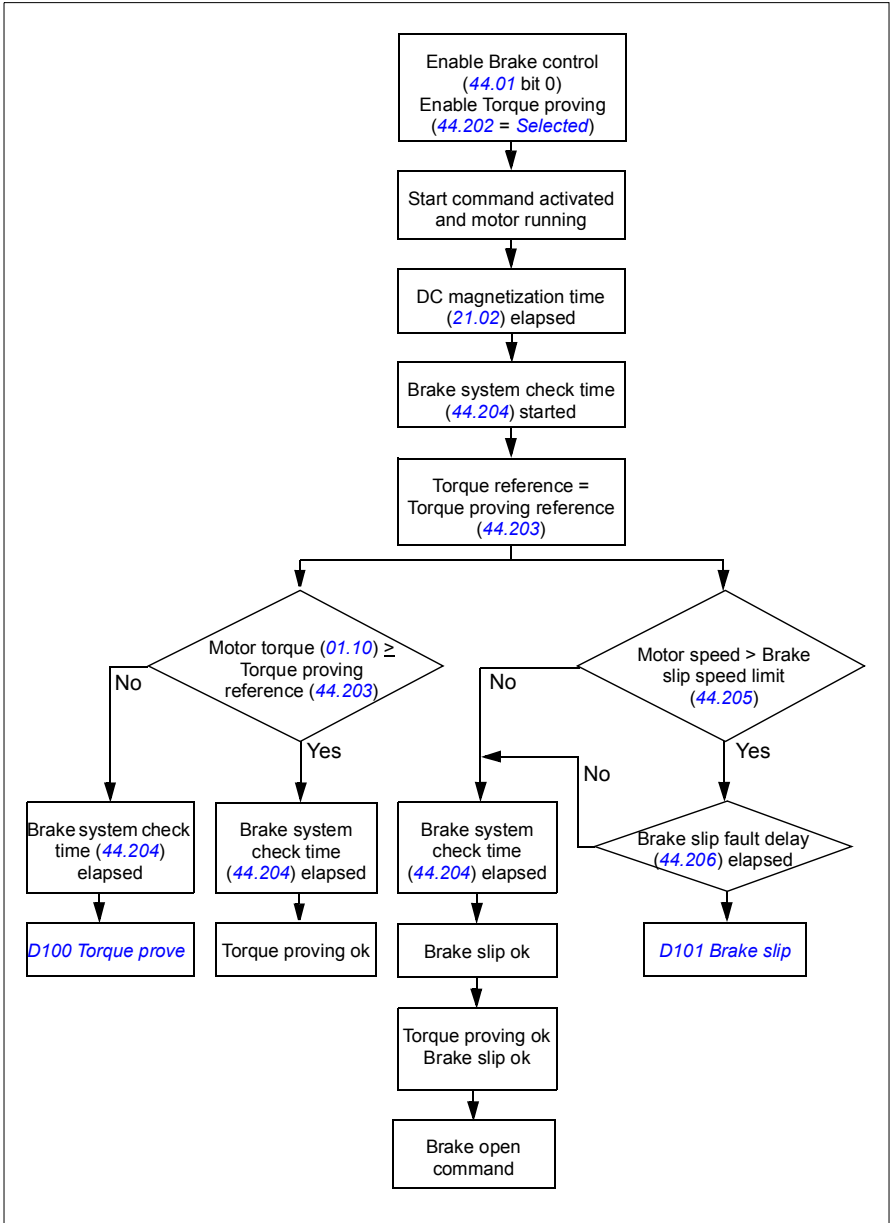 Enable Brake control
(44.01 bit 0)
Enable Torque proving
(44.202 = Selected)
Start command activated
and motor running
DC magnetization time
(21.02) elapsed
Brake system check time
(44.204) started
Torque reference =
Torque proving reference
(44.203)
Motor torque (01.10) ≥
Torque proving
reference (44.203)
No
Yes
Motor speed > Brake
slip speed limit
(44.205)
No
Yes
No
Brake system check
time (44.204)
elapsed
Brake system
check time
(44.204) elapsed
Brake system
check time
(44.204) elapsed
Brake slip fault delay
(44.206) elapsed
D100 Torque prove
Torque proving ok
Brake slip ok
D101 Brake slip
Torque proving ok
Brake slip ok
Brake open
command